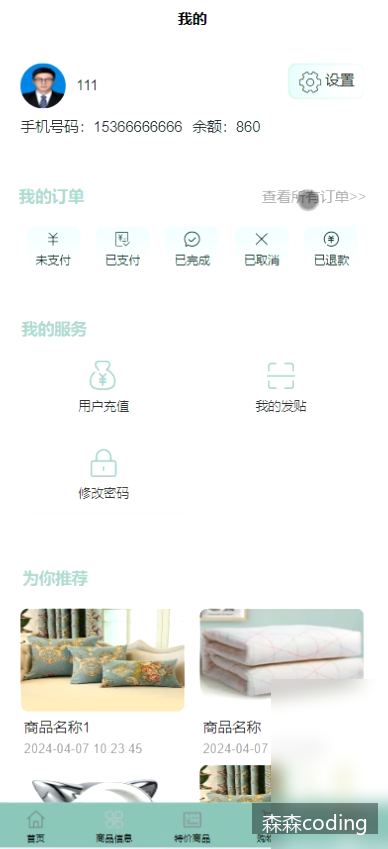 我的
111
设置
手机号码：15366666666 余额：860
我的订单 查看所有订单>>
未支付 已支付 已完成 已取消 已退款
我的服务
用户充值 我的发贴
修改密码
为你推荐
商品名称1 商品名称
2024-04-07 10:23:45 2024-04-07
首页 商品信息 特价商品
森森coding